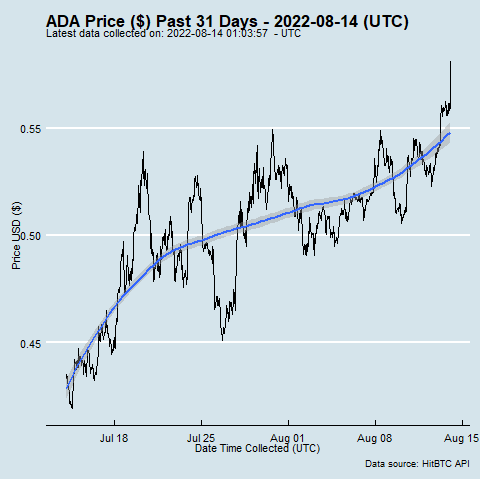 ADA Price ($) Past 31 Days - 2022-08-14 (UTC)
Latest data collected on: 2022-08-14 01:03:57  - UTC
Price USD ($)
0.55
0.50
0.45
Jul 18
Jul 25
Aug 01
Aug 08
Aug 15
Date Time Collected (UTC)
Data source: HitBTC API